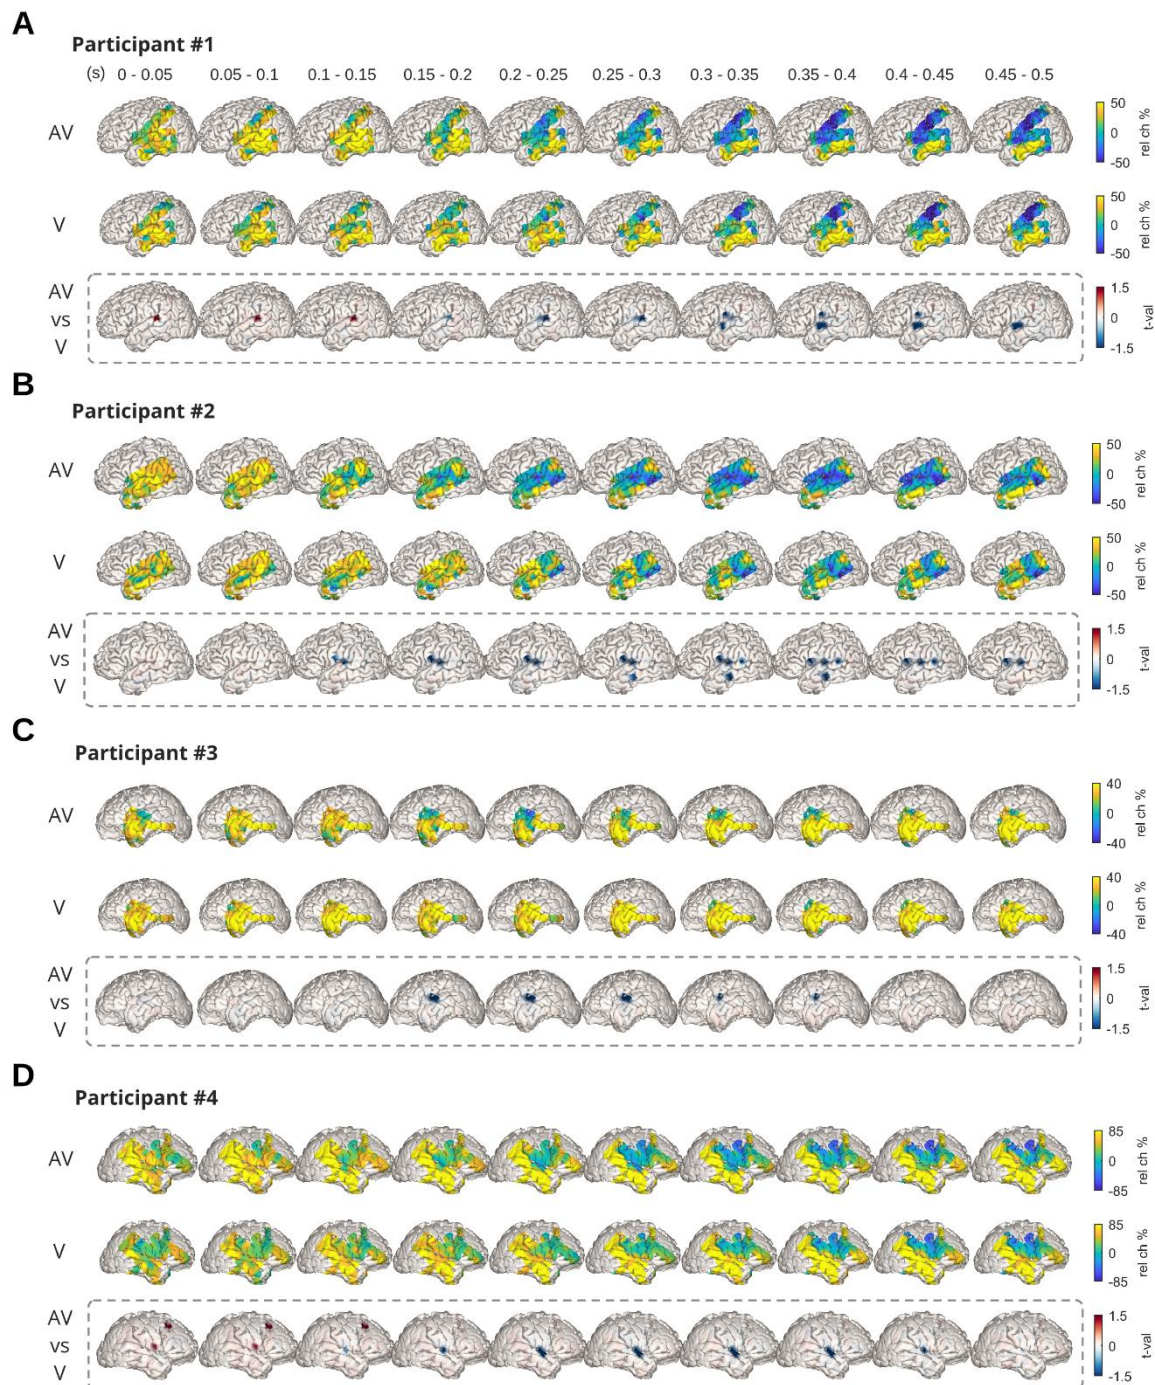 A
Participant #1
(s) 0 - 0.05 0.05 - 0.1 0.1 - 0.15 0.15 - 0.2 0.2 - 0.25 0.25 - 0.3 0.3 - 0.35 0.35 - 0.4 0.4 - 0.45 0.45 - 0.5
AV
50
0
-50
rel ch %
V
50
0
-50
rel ch %
AV
vs
V
1.5
0
-1.5
t-val
B
Participant #2
AV
50
0
-50
rel ch %
V
50
0
-50
rel ch %
AV
vs
V
1.5
0
-1.5
t-val
C
Participant #3
AV
40
0
-40
rel ch %
V
40
0
-40
rel ch %
AV
vs
V
1.5
0
-1.5
t-val
D
Participant #4
AV
85
0
-85
rel ch %
V
85
0
-85
rel ch %
AV
vs
V
1.5
0
-1.5
t-val